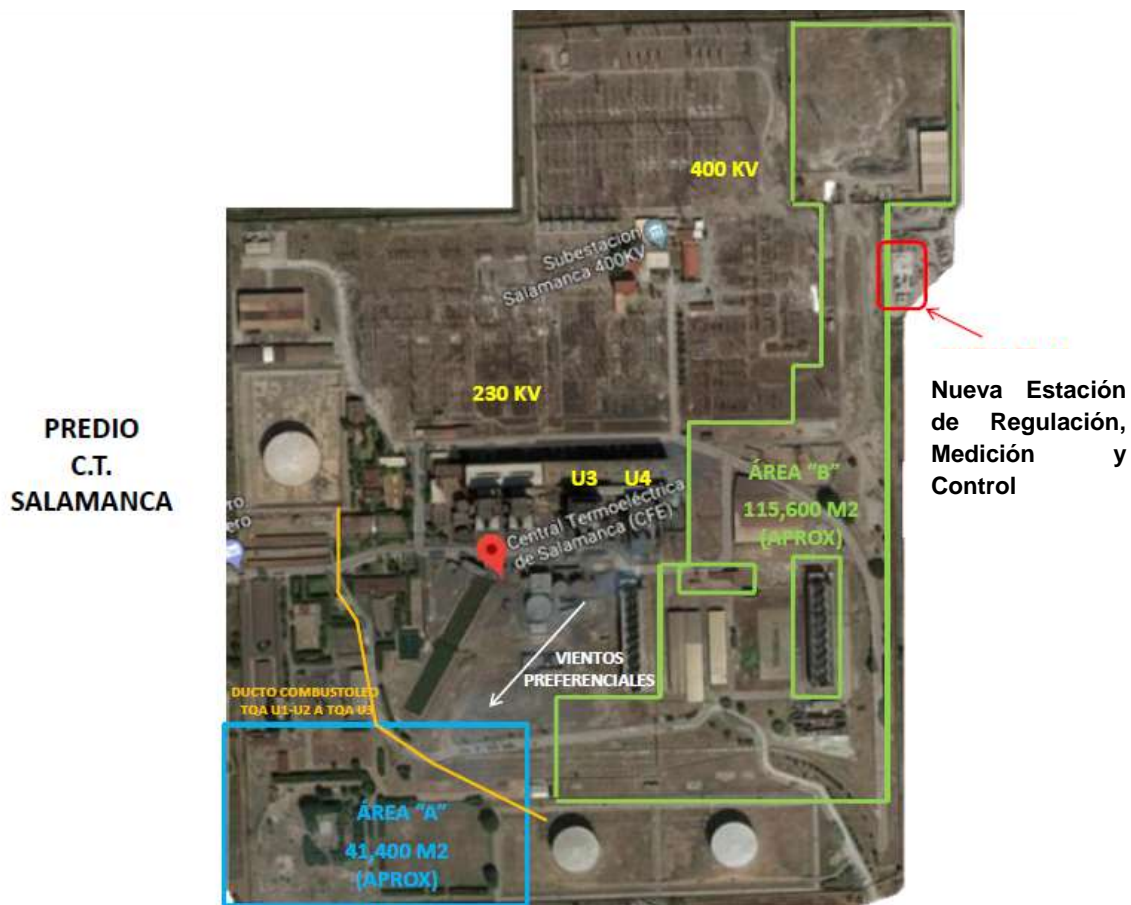 400 KV
Subestación
Salamanca 400KV
230 KV
Nueva Estación
de Regulación,
Medición y
Control
PREDIO
C.T.
SALAMANCA
U3 U4
ÁREA "B"
115,600 M2
(APROX)
Central Termoeléctrica
de Salamanca (CFE)
VIENTOS
PREFERENCIALES
DUCTO COMBUSTOLEO
TQA U1-U2 A TQA U3
ÁREA "A"
41,400 M2
(APROX)